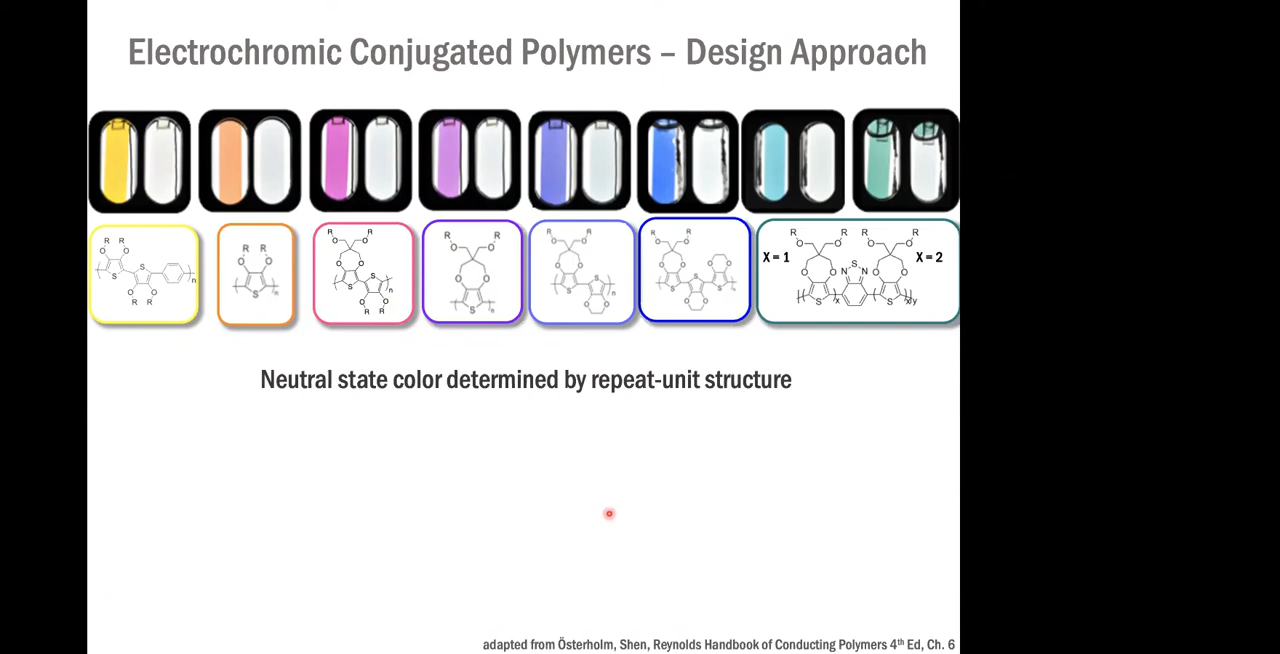 Electrochromic Conjugated Polymers – Design Approach
X = 1
X = 2
Neutral state color determined by repeat-unit structure
adapted from Österholm, Shen, Reynolds Handbook of Conducting Polymers 4th Ed, Ch. 6